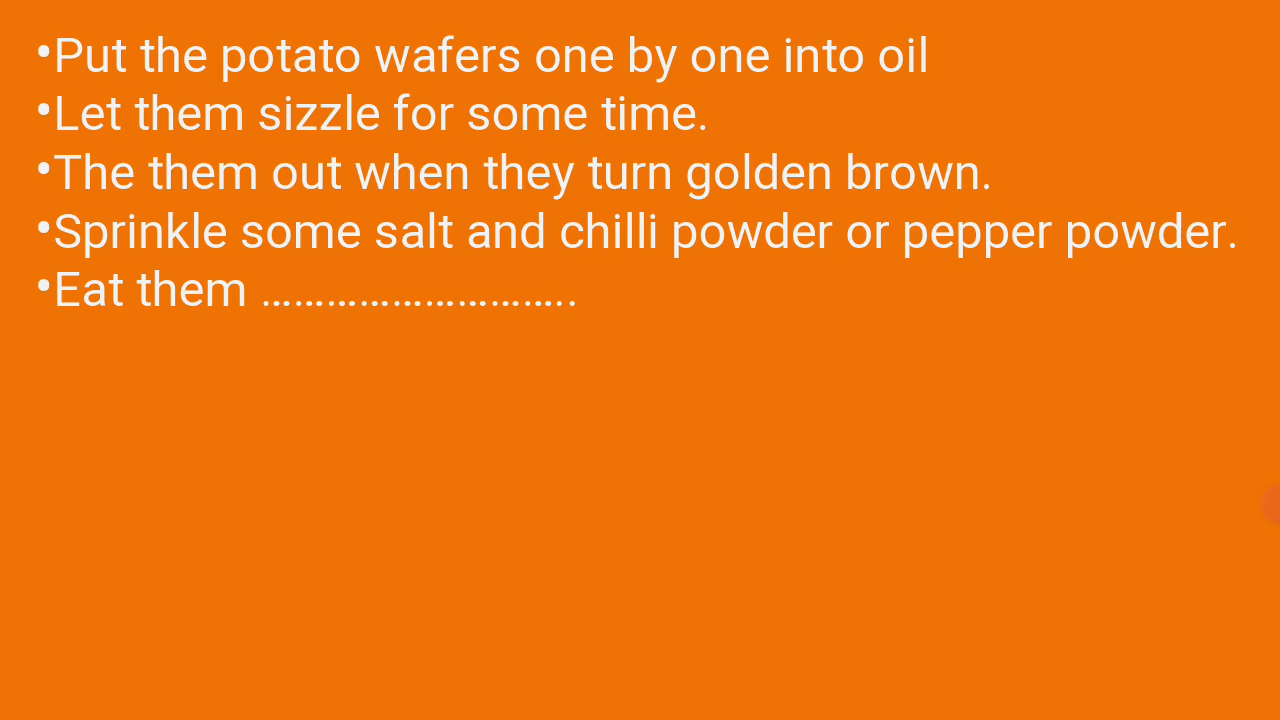 •Put the potato wafers one by one into oil
•Let them sizzle for some time.
•The them out when they turn golden brown.
•Sprinkle some salt and chilli powder or pepper powder.
•Eat them …………………………..